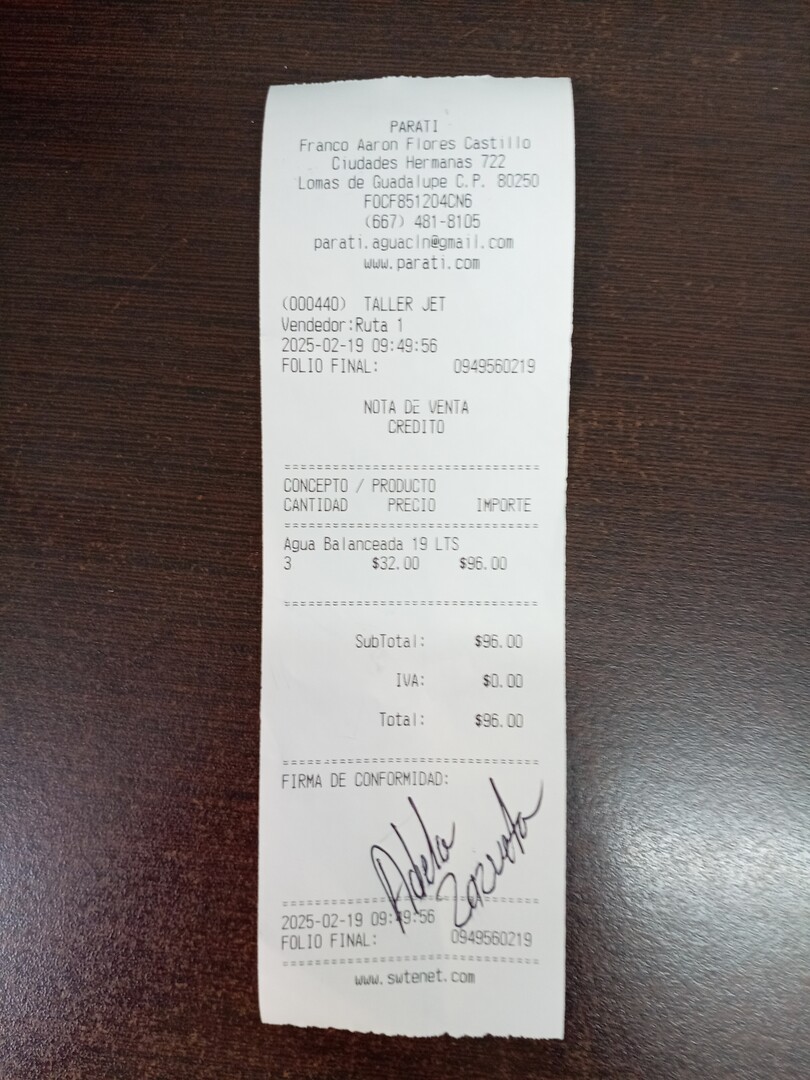 PARATI
Franco Aaron Flores Castillo
Ciudades Hermanas 722
Lomas de Guadalupe C.P. 80250
FOCF851204CN6
(667) 481-8105
parati.aguacln@gmail.com
www.parati.com
(000440) TALLER JET
Vendedor:Ruta 1
2025-02-19 09:49:56
FOLIO FINAL: 0949560219
NOTA DE VENTA
CREDITO
CONCEPTO / PRODUCTO
CANTIDAD PRECIO IMPORTE
Agua Balanceada 19 LTS
3 $32.00 $96.00
SubTotal: $96.00
IVA: $0.00
Total: $96.00
FIRMA DE CONFORMIDAD:
Adela
2025-02-19 09:49:56
FOLIO FINAL: 0949560219
www.swtenet.com